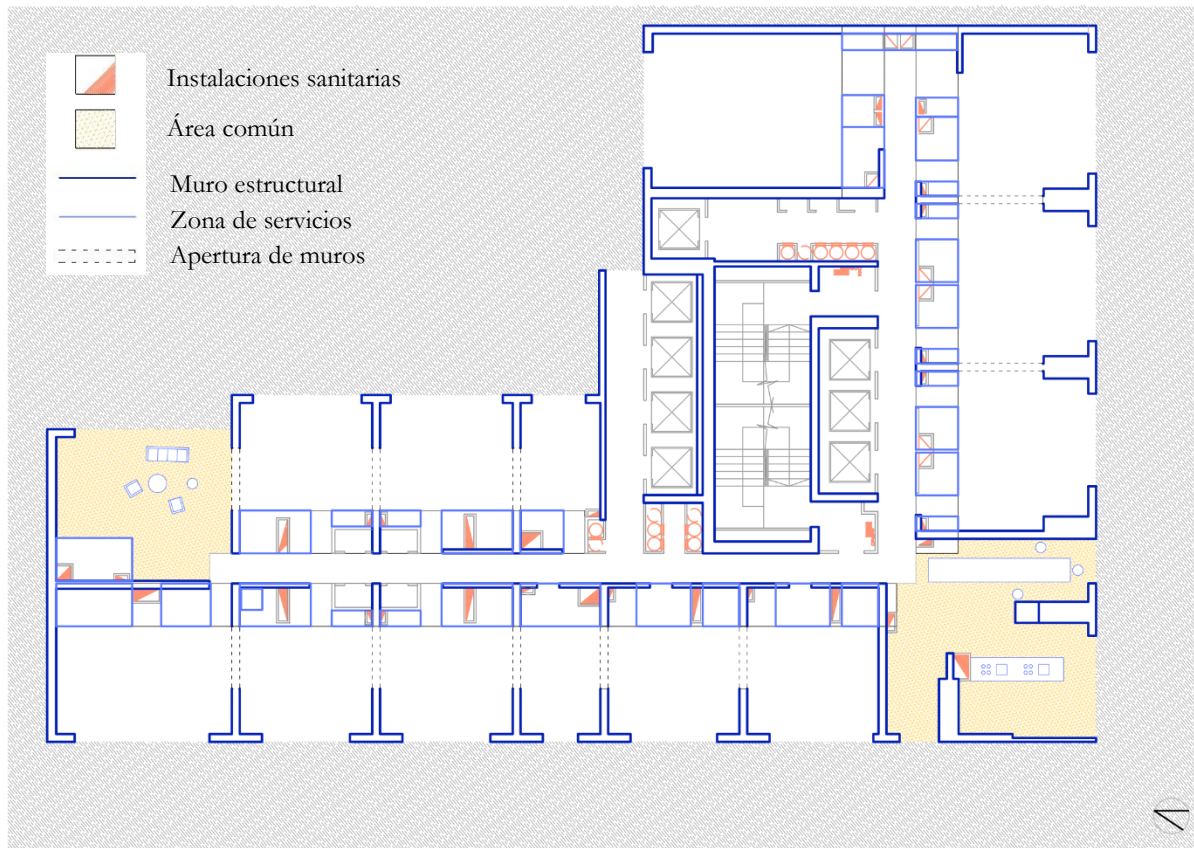 Instalaciones sanitarias
Área común
Muro estructural
Zona de servicios
Apertura de muros